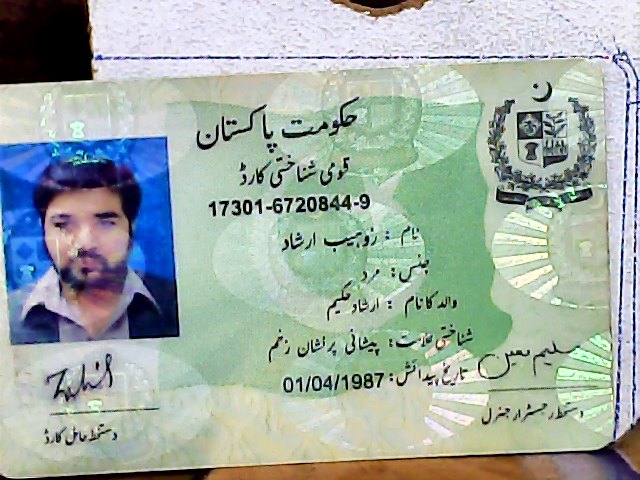 حکومت پاکستان
قومی شناختی کارڈ
17301-6720844-9
نام : زوہیب ارشاد
جنس : مرد
والد کا نام : ارشاد حکیم
شناختی علامت : پیشانی پر نشان زخم
تاریخ پیدائش : 01/04/1987
دستخط حامل کارڈ
دستخط رجسٹرار جنرل